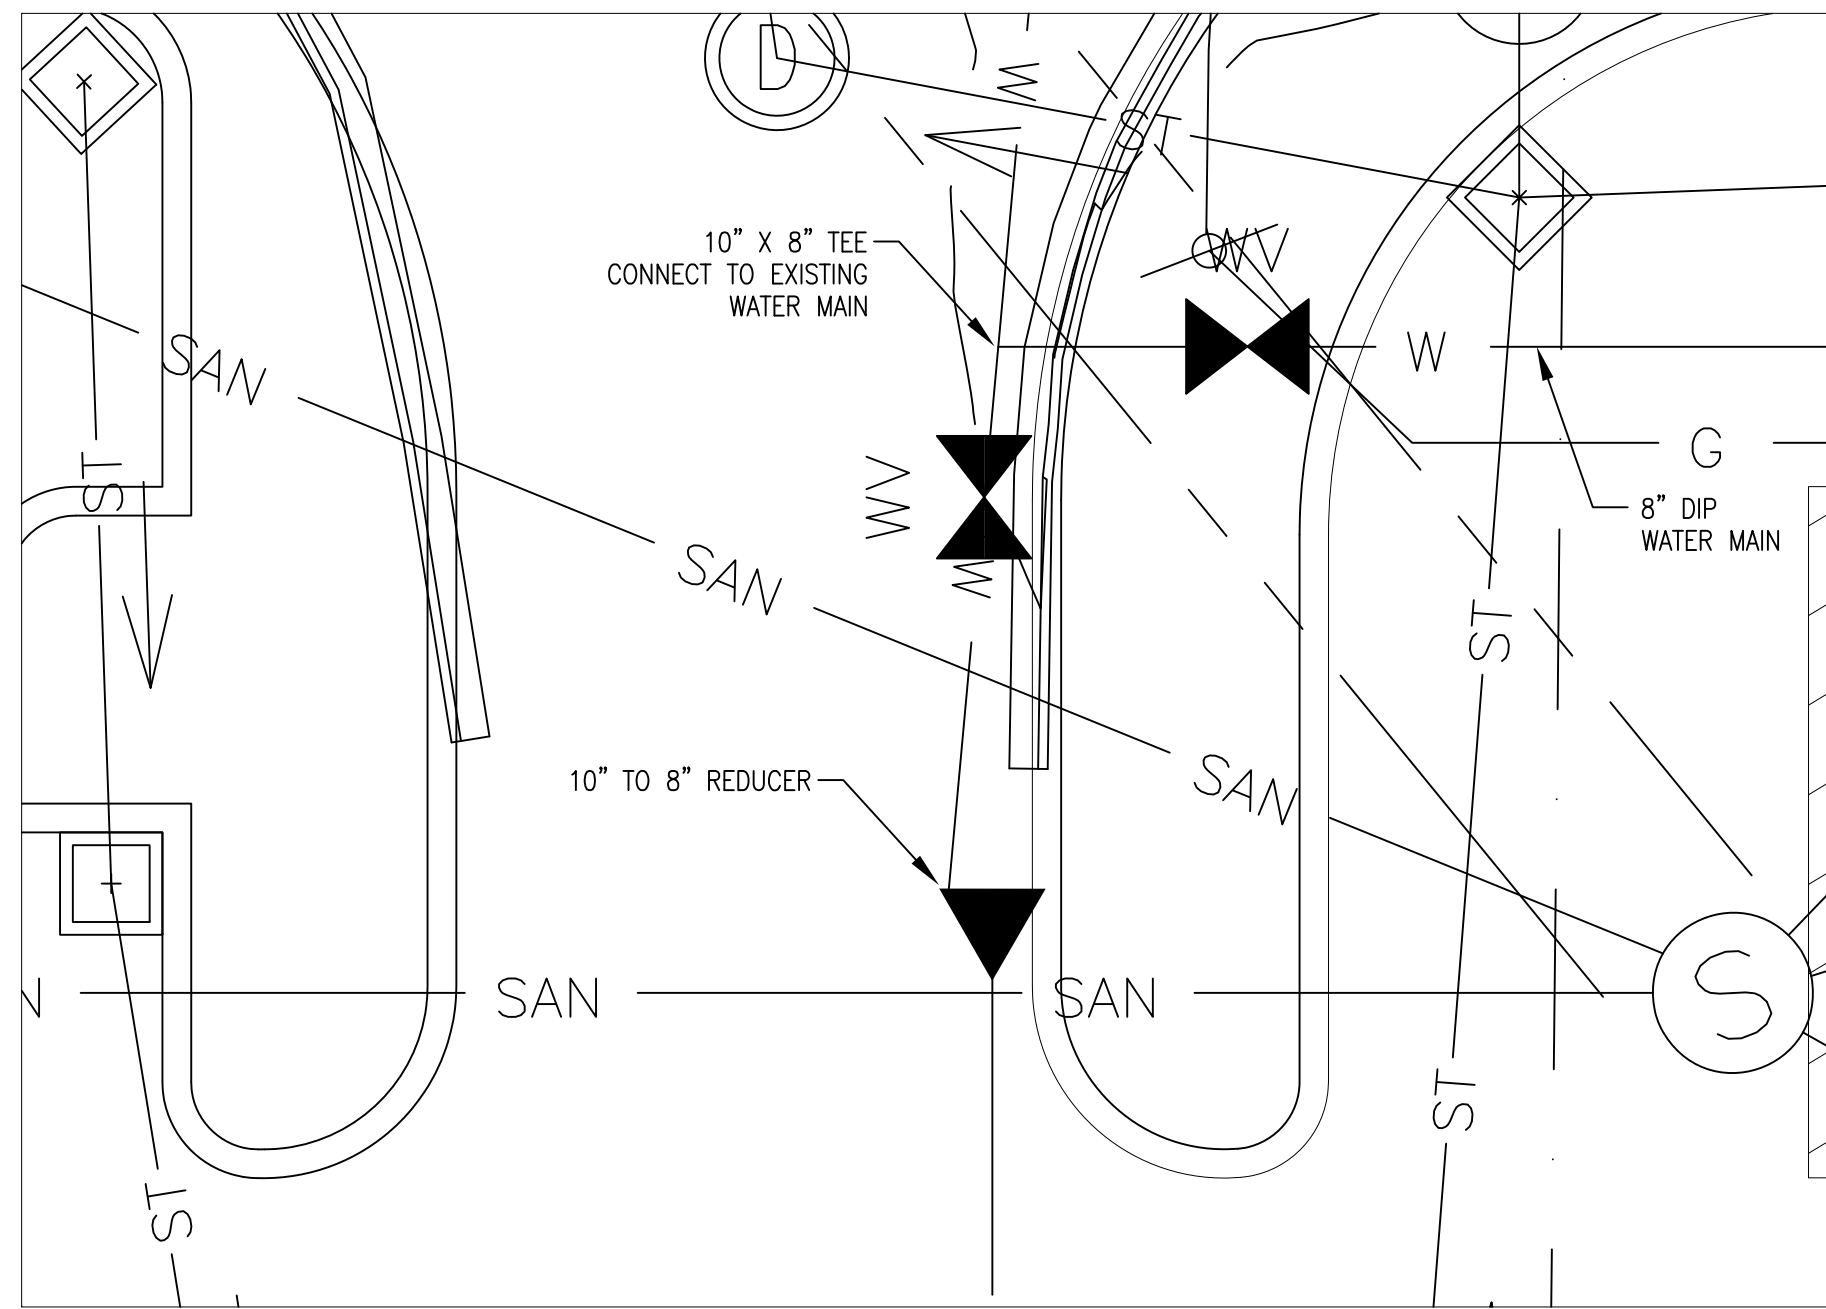 D
W
ST
10” X 8” TEE
CONNECT TO EXISTING
WATER MAIN
WV
SAN
W
G
ST
WV
8” DIP
WATER MAIN
SAN
W
ST
10” TO 8” REDUCER
SAN
N
SAN
SAN
S
ST
ST